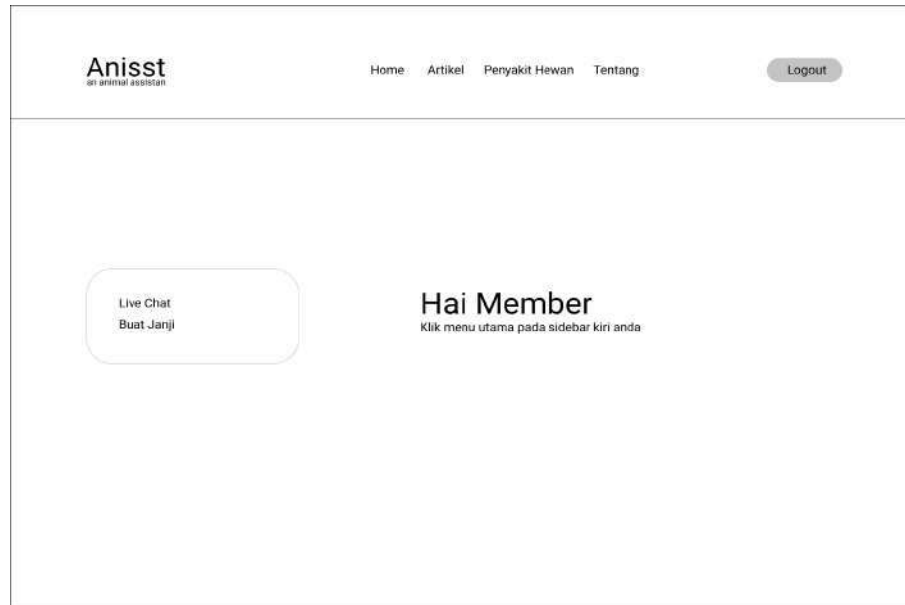 Anisst
an animal assistan
Home Artikel Penyakit Hewan Tentang
Logout
Live Chat
Buat Janji
Hai Member
Klik menu utama pada sidebar kiri anda